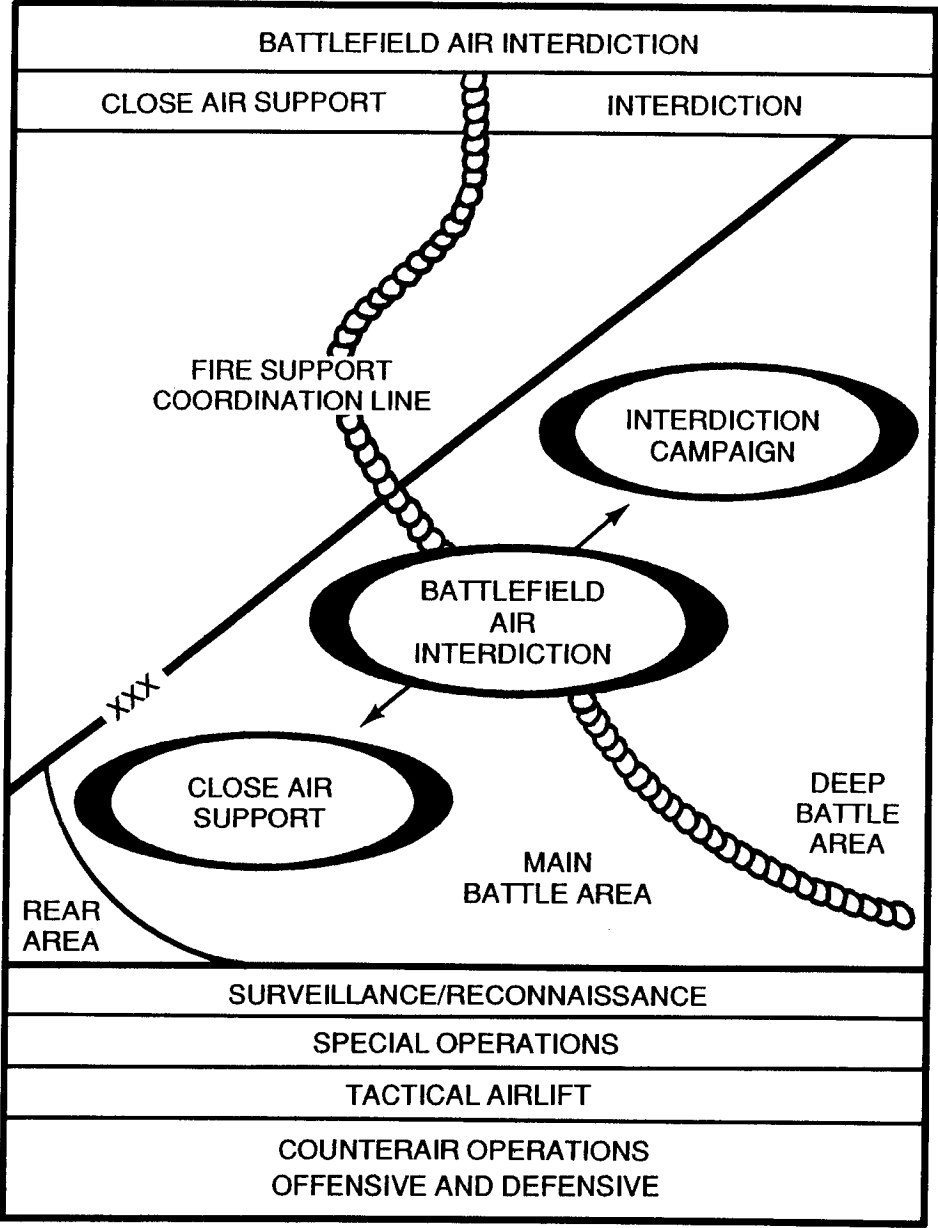 BATTLEFIELD AIR INTERDICTION
CLOSE AIR SUPPORT
INTERDICTION
FIRE SUPPORT
COORDINATION LINE
INTERDICTION
CAMPAIGN
BATTLEFIELD
AIR
INTERDICTION
XXX
CLOSE AIR
SUPPORT
DEEP
BATTLE
AREA
MAIN
BATTLE AREA
REAR
AREA
SURVEILLANCE/RECONNAISSANCE
SPECIAL OPERATIONS
TACTICAL AIRLIFT
COUNTERAIR OPERATIONS
OFFENSIVE AND DEFENSIVE